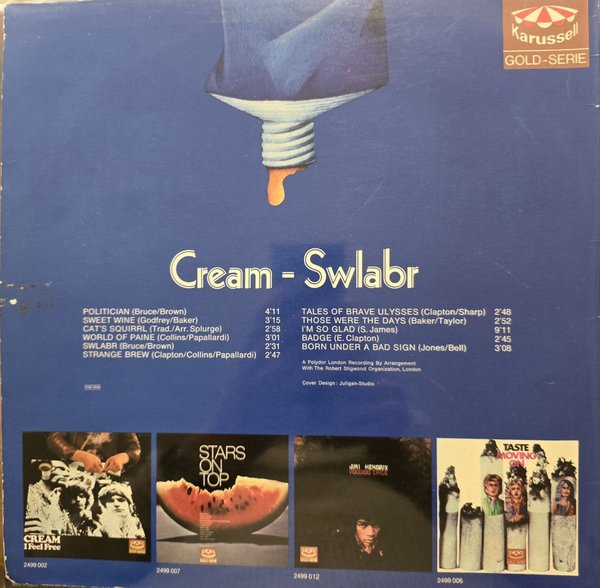 Karussell
GOLD-SERIE
Cream - Swlabr
POLITICIAN (Bruce/Brown) 4'11
SWEET WINE (Godfrey/Baker) 3'15
CAT'S SQUIRRL (Trad./Arr. Splurge) 2'58
WORLD OF PAINE (Collins/Pappalardi) 3'01
SWLABR (Bruce/Brown) 2'31
STRANGE BREW (Clapton/Collins/Papallardi) 2'47
TALES OF BRAVE ULYSSES (Clapton/Sharp) 2'48
THOSE WERE THE DAYS (Baker/Taylor) 2'52
I'M SO GLAD (S. James) 9'11
BADGE (E. Clapton) 2'45
BORN UNDER A BAD SIGN (Jones/Bell) 3'08
A Polydor London Recording By Arrangement
With The Robert Stigwood Organization, London
Cover Design: Juligan-Studio
CREAM
I Feel Free
STARS
ON
TOP
JIMI HENDRIX
VOODOO CHILE
TASTE
MOVING
ON
2499 002
2499 007
2499 012
2499 006